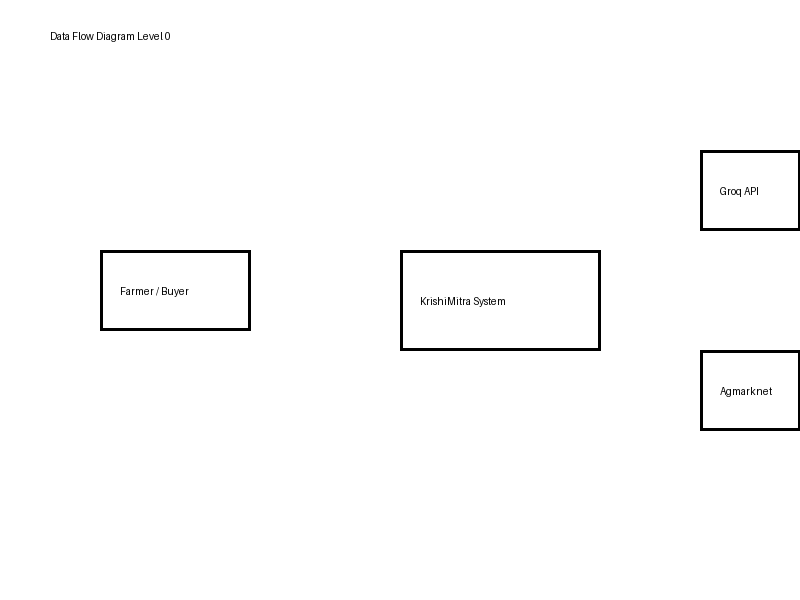 Data Flow Diagram Level 0
Groq API
Farmer / Buyer
KrishiMitra System
Agmarknet